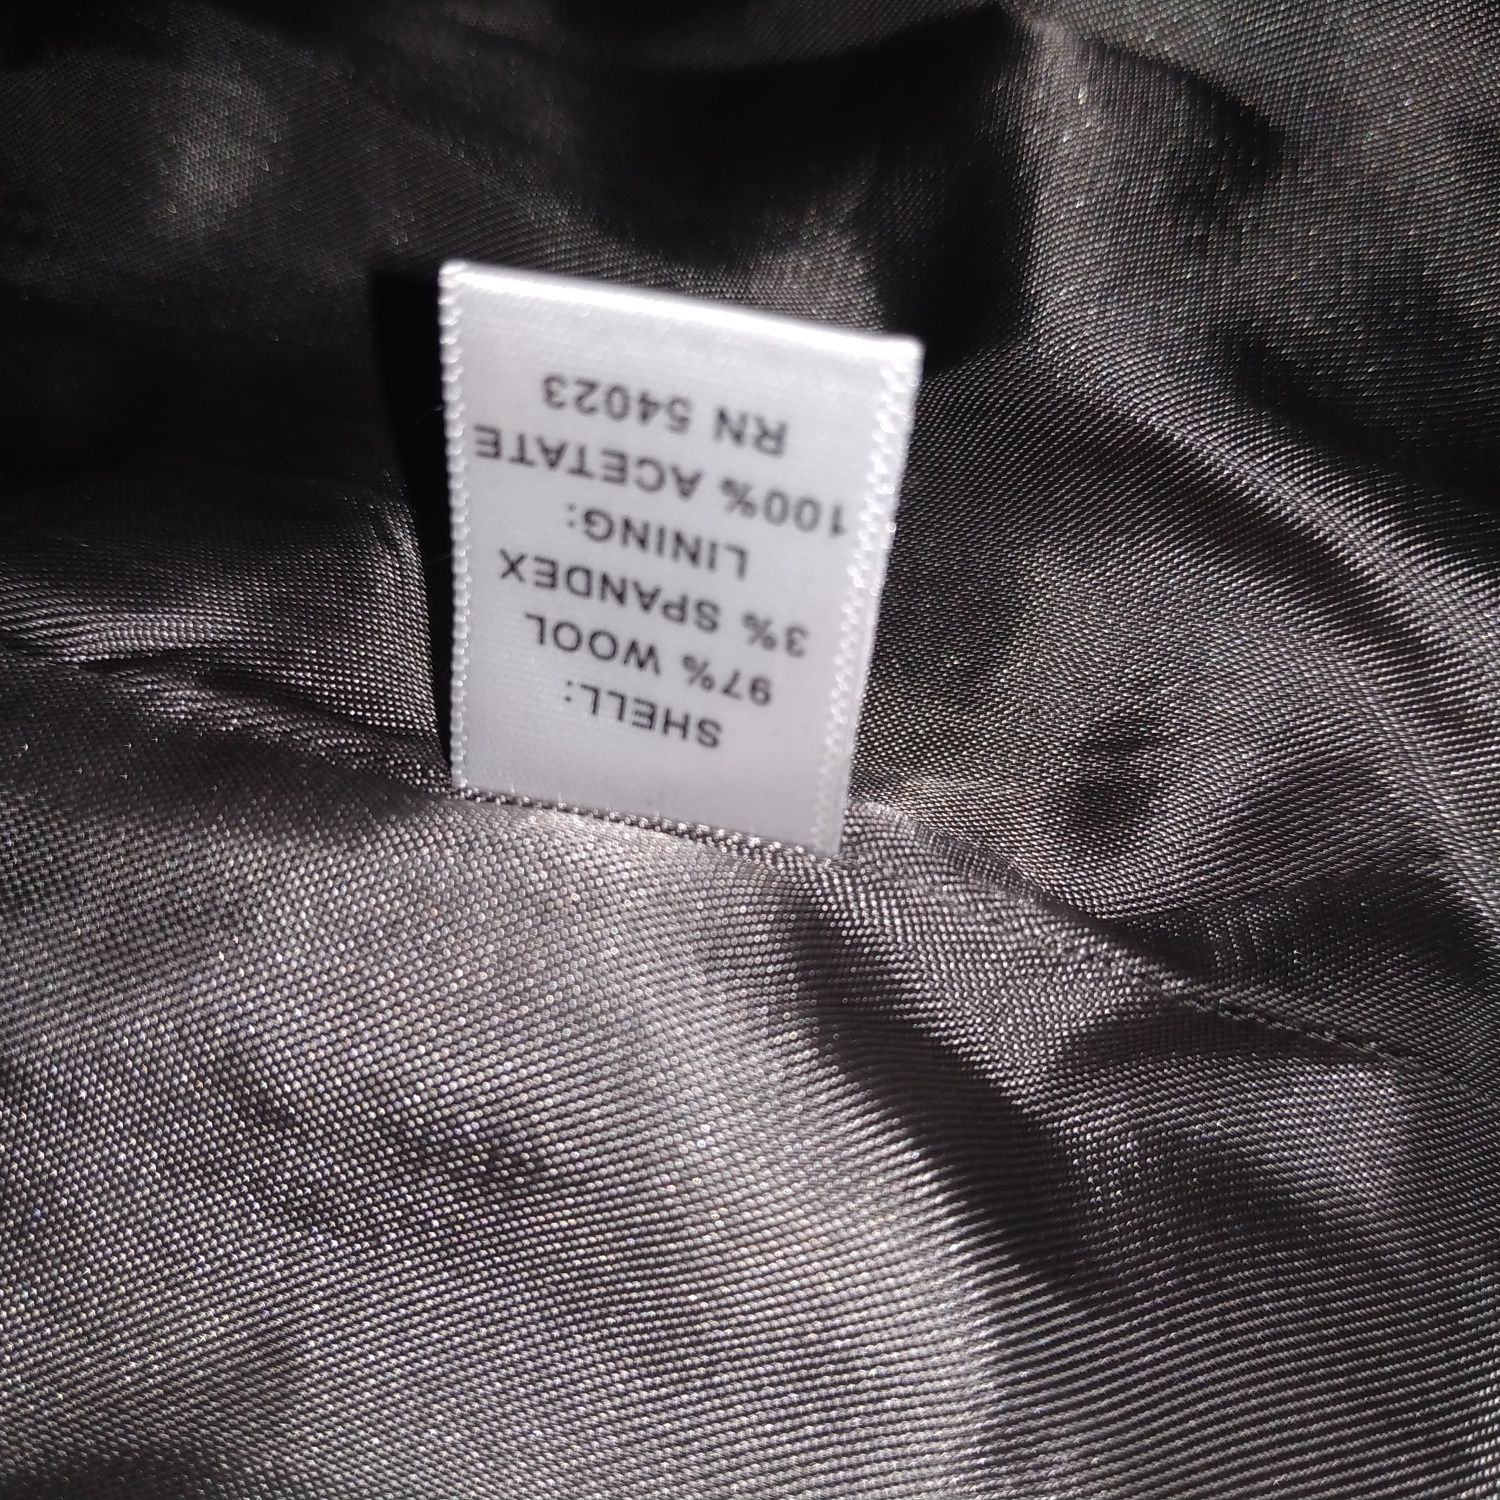 SHELL:
97% WOOL
3% SPANDEX
LINING:
100% ACETATE
RN 54023